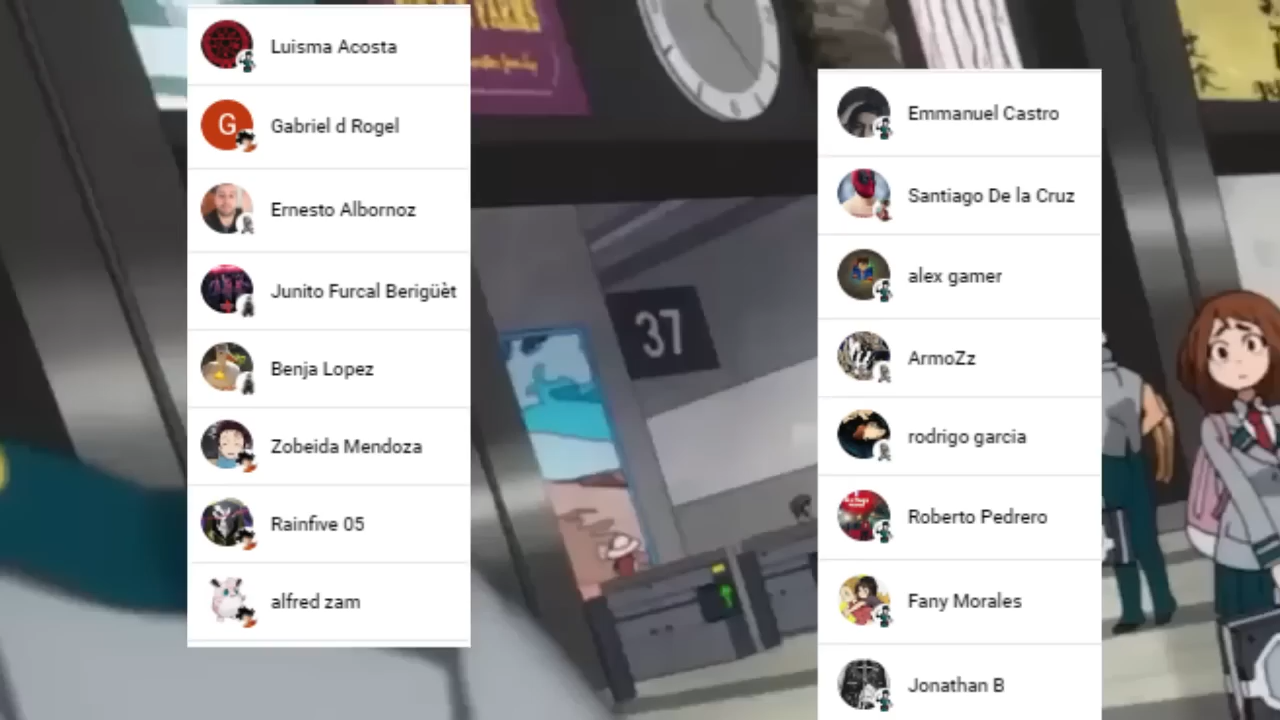 Luisma Acosta
G
Gabriel d Rogel
Ernesto Albornoz
Junito Furcal Berigüèt
Benja Lopez
Zobeida Mendoza
Rainfive 05
alfred zam
37
Emmanuel Castro
Santiago De la Cruz
alex gamer
ArmoZz
rodrigo garcia
Roberto Pedrero
Fany Morales
Jonathan B